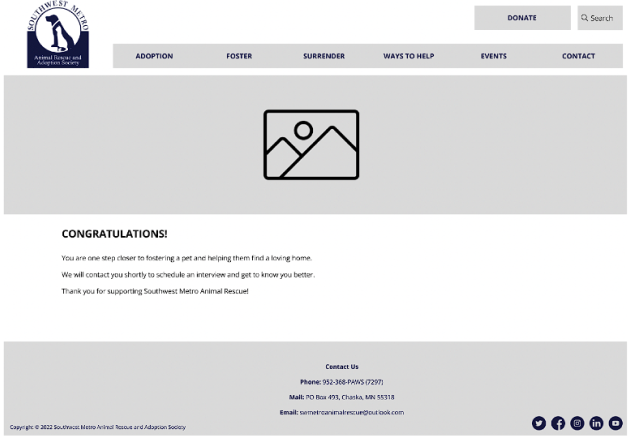 SOUTHWEST METRO
Animal Rescue and
Adoption Society
DONATE
Search
ADOPTION FOSTER SURRENDER WAYS TO HELP EVENTS CONTACT
CONGRATULATIONS!
You are one step closer to fostering a pet and helping them find a loving home.
We will contact you shortly to schedule an interview and get to know you better.
Thank you for supporting Southwest Metro Animal Rescue!
Contact Us
Phone: 952-368-PAWS (7297)
Mail: PO Box 493, Chaska, MN 55318
Email: swmetroanimalrescue@outlook.com
Copyright © 2022 Southwest Metro Animal Rescue and Adoption Society